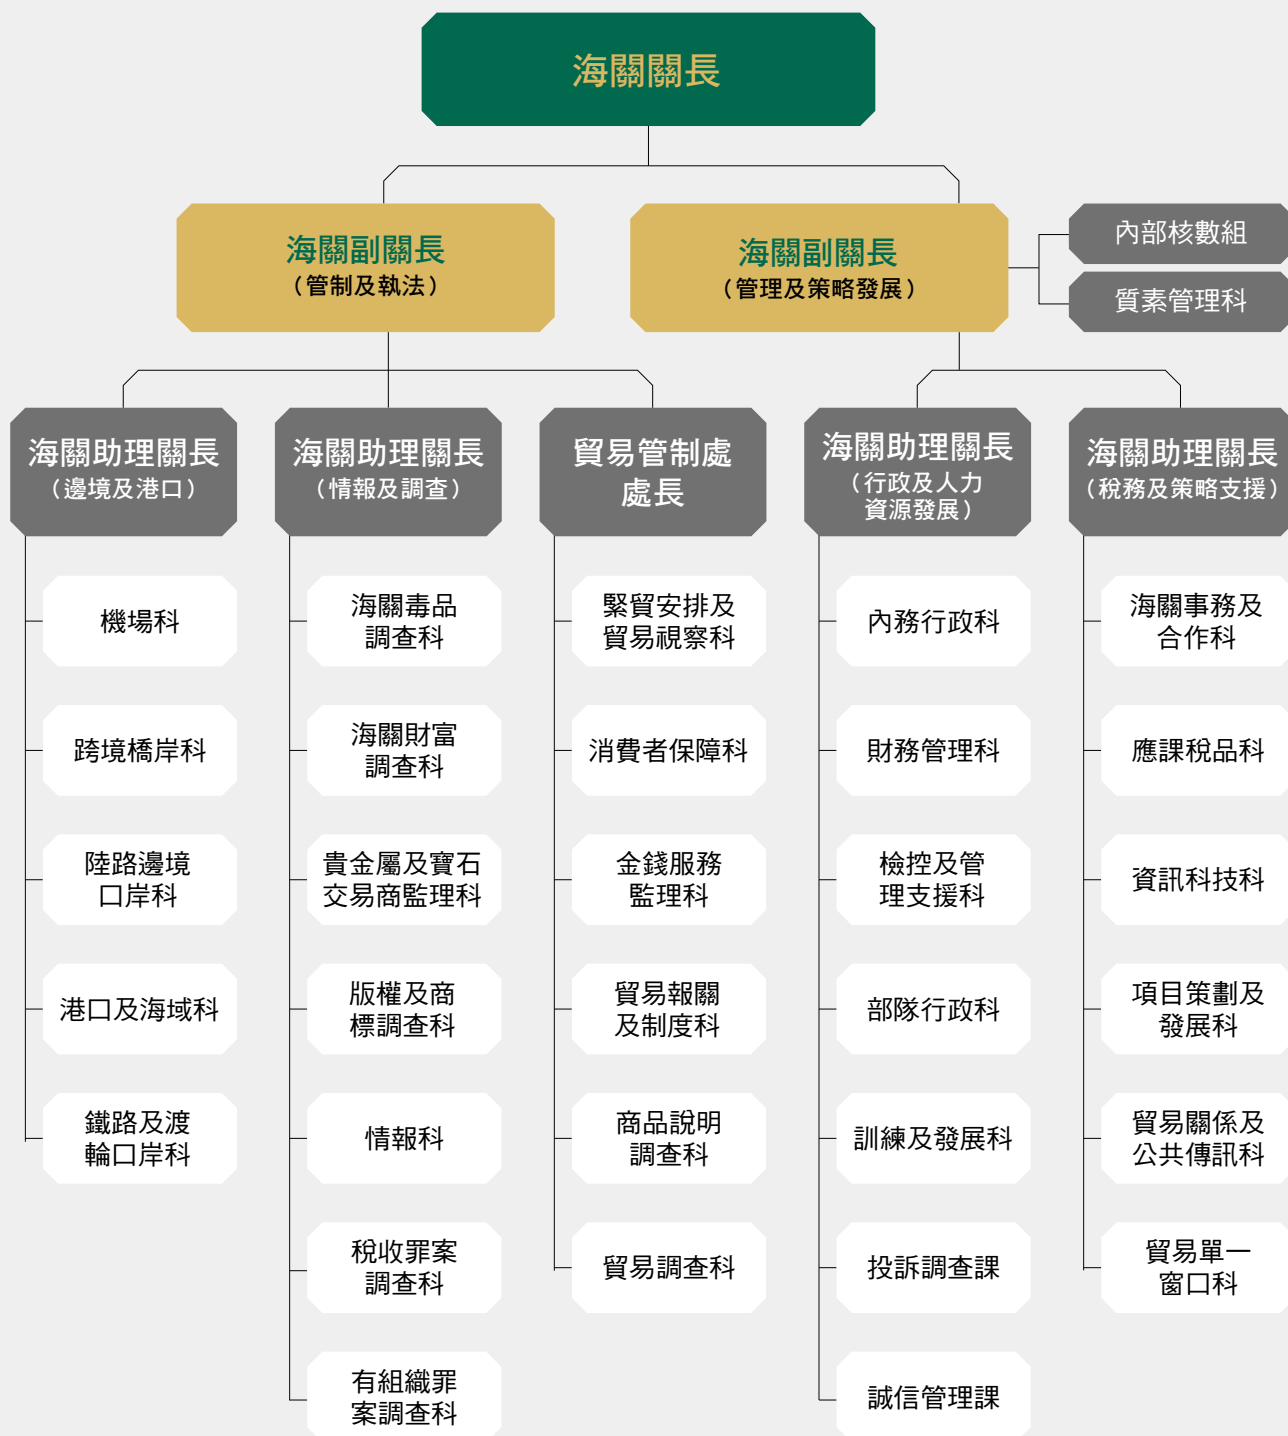 海關關長
海關副關長
（管制及執法）
海關副關長
（管理及策略發展）
內部核數組
質素管理科
海關助理關長
（邊境及港口）
機場科
跨境橋岸科
陸路邊境
口岸科
港口及海域科
鐵路及渡
輪口岸科
海關助理關長
（情報及調查）
海關毒品
調查科
海關財富
調查科
貴金屬及寶石
交易商監理科
版權及商
標調查科
情報科
稅收罪案
調查科
有組織罪
案調查科
貿易管制處
處長
緊貿安排及
貿易視察科
消費者保障科
金錢服務
監理科
貿易報關
及制度科
商品說明
調查科
貿易調查科
海關助理關長
（行政及人力
資源發展）
內務行政科
財務管理科
檢控及管
理支援科
部隊行政科
訓練及發展科
投訴調查課
誠信管理課
海關助理關長
（稅務及策略支援）
海關事務及
合作科
應課稅品科
資訊科技科
項目策劃及
發展科
貿易關係及
公共傳訊科
貿易單一
窗口科